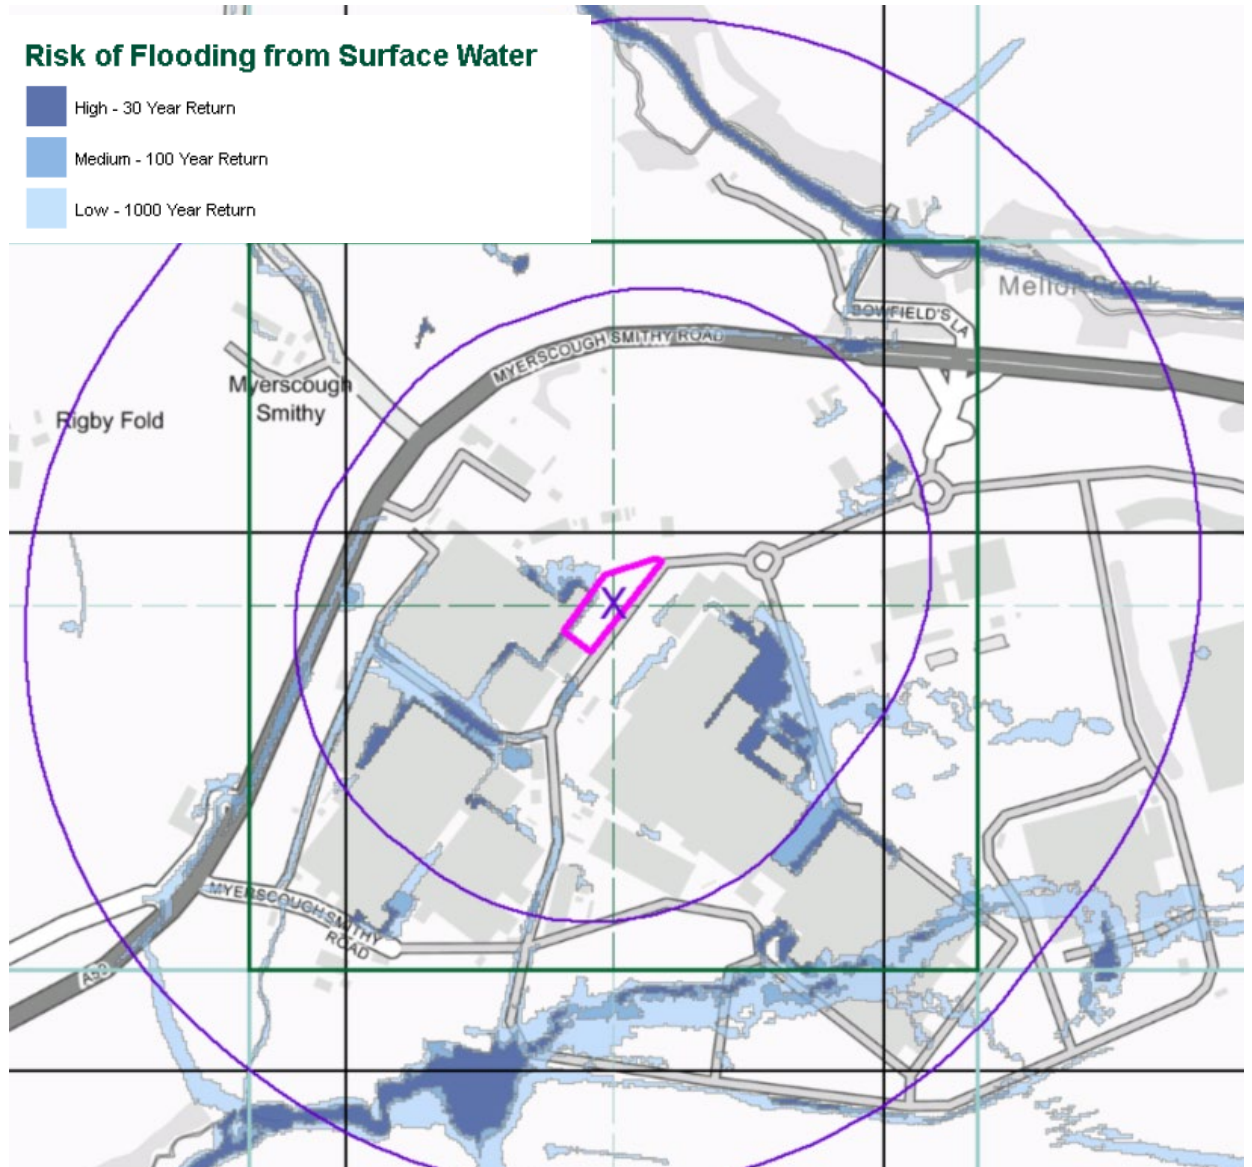 Risk of Flooding from Surface Water
High - 30 Year Return
Medium - 100 Year Return
Low - 1000 Year Return
Mellor Brook
BOWFIELD'S LA
MYERSCOUGH SMITHY ROAD
Myerscough
Smithy
Rigby Fold
X
MYERSCOUGH SMITHY
ROAD